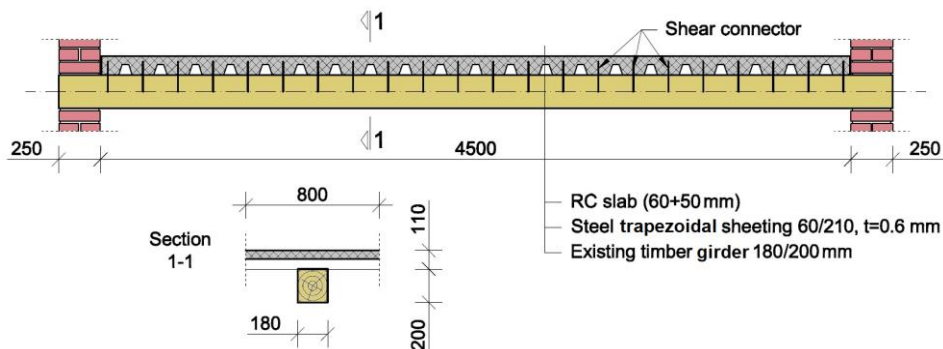 1
Shear connector
1
250
4500
250
800
RC slab (60+50 mm)
Steel trapezoidal sheeting 60/210, t=0.6 mm
Existing timber girder 180/200 mm
110
Section
1-1
180
200